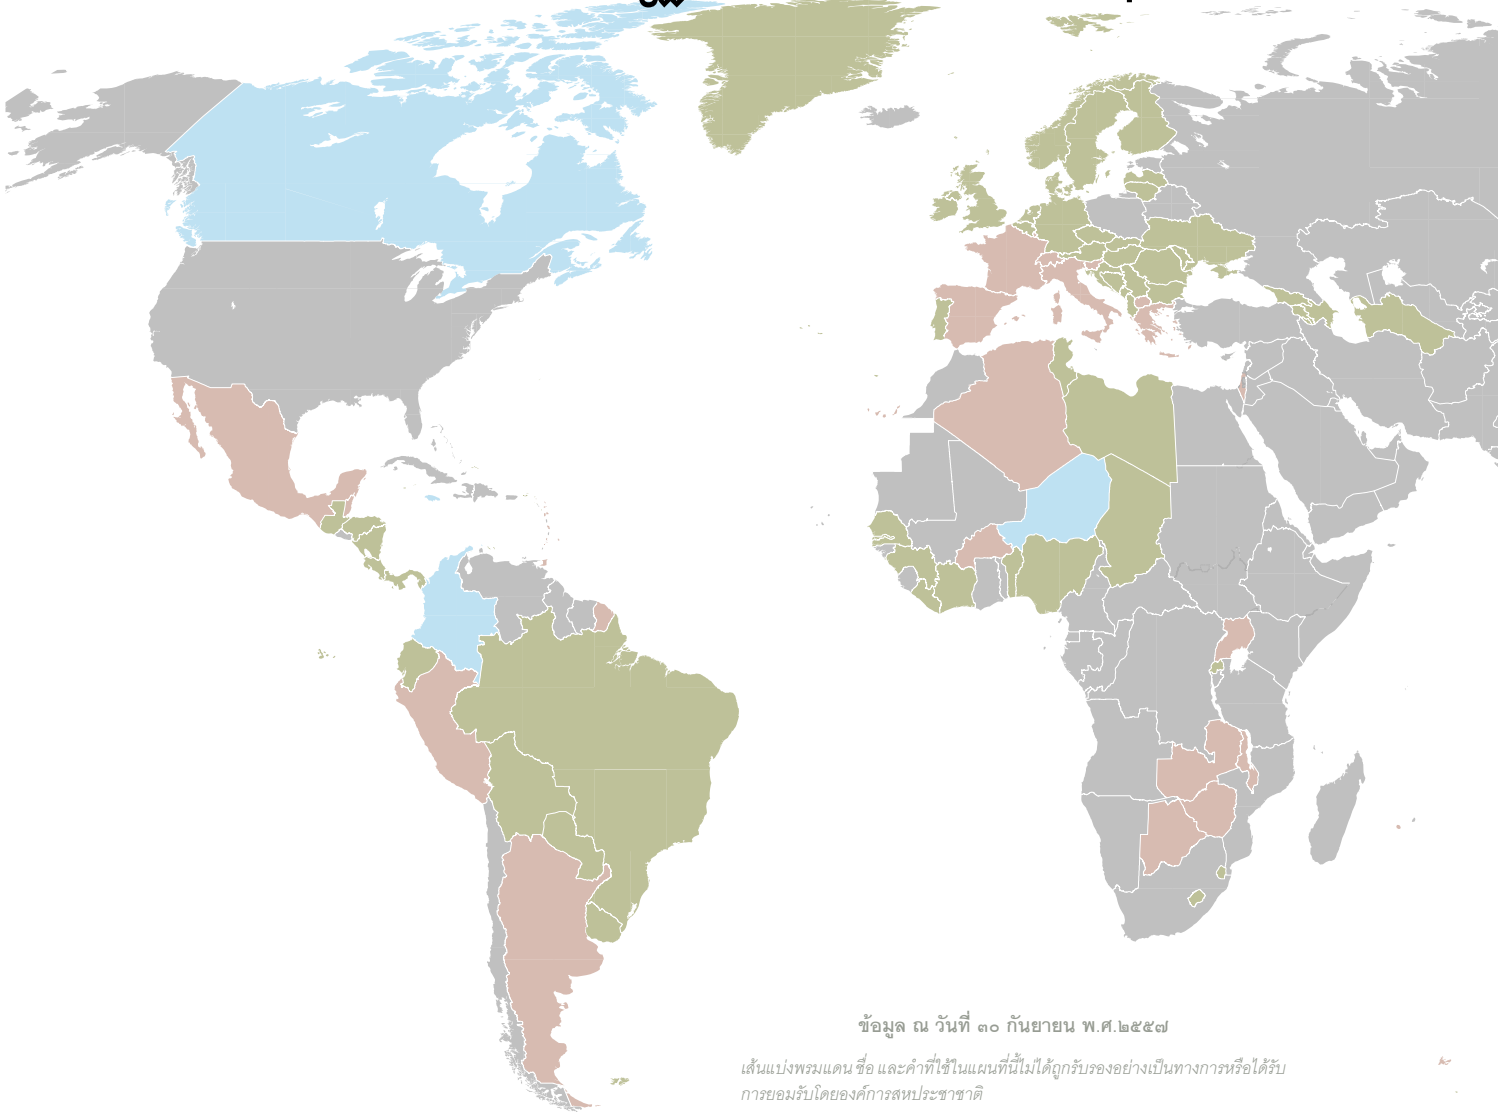 ข้อมูล ณ วันที่ ๓๐ กันยายน พ.ศ.๒๕๕๗
เส้นแบ่งพรมแดน ชื่อ และคำที่ใช้ในแผนที่นี้ไม่ได้ถูกรับรองอย่างเป็นทางการหรือได้รับ
การยอมรับโดยองค์การสหประชาชาติ